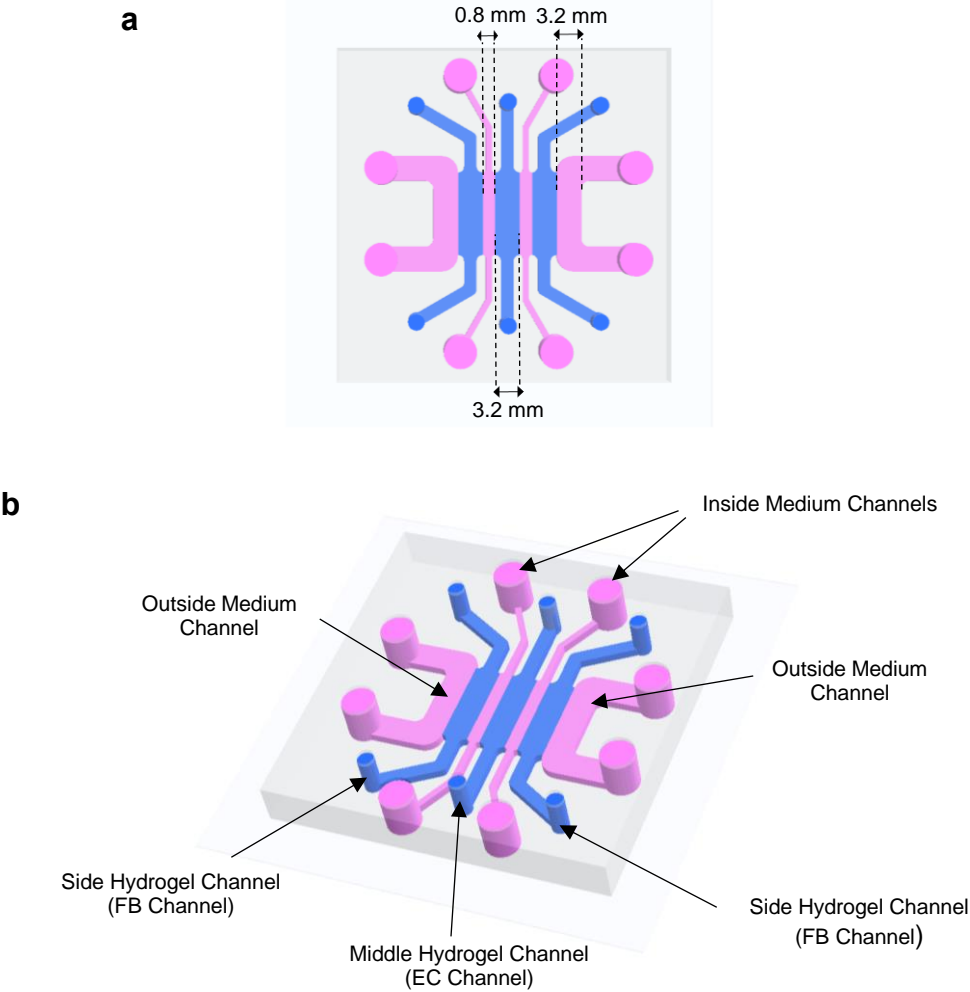 a
0.8 mm 3.2 mm
3.2 mm
b
Inside Medium Channels
Outside Medium
Channel
Outside Medium
Channel
Side Hydrogel Channel
(FB Channel)
Side Hydrogel Channel
(FB Channel)
Middle Hydrogel Channel
(EC Channel)